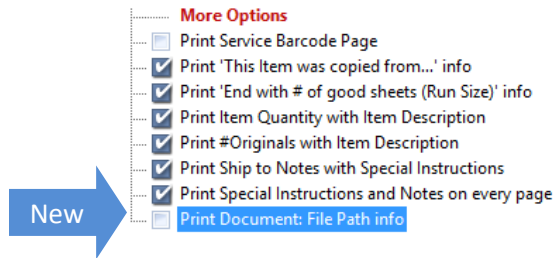 More Options
Print Service Barcode Page
Print 'This Item was copied from...' info
Print 'End with # of good sheets (Run Size)' info
Print Item Quantity with Item Description
Print #Originals with Item Description
Print Ship to Notes with Special Instructions
Print Special Instructions and Notes on every page
New
Print Document: File Path info